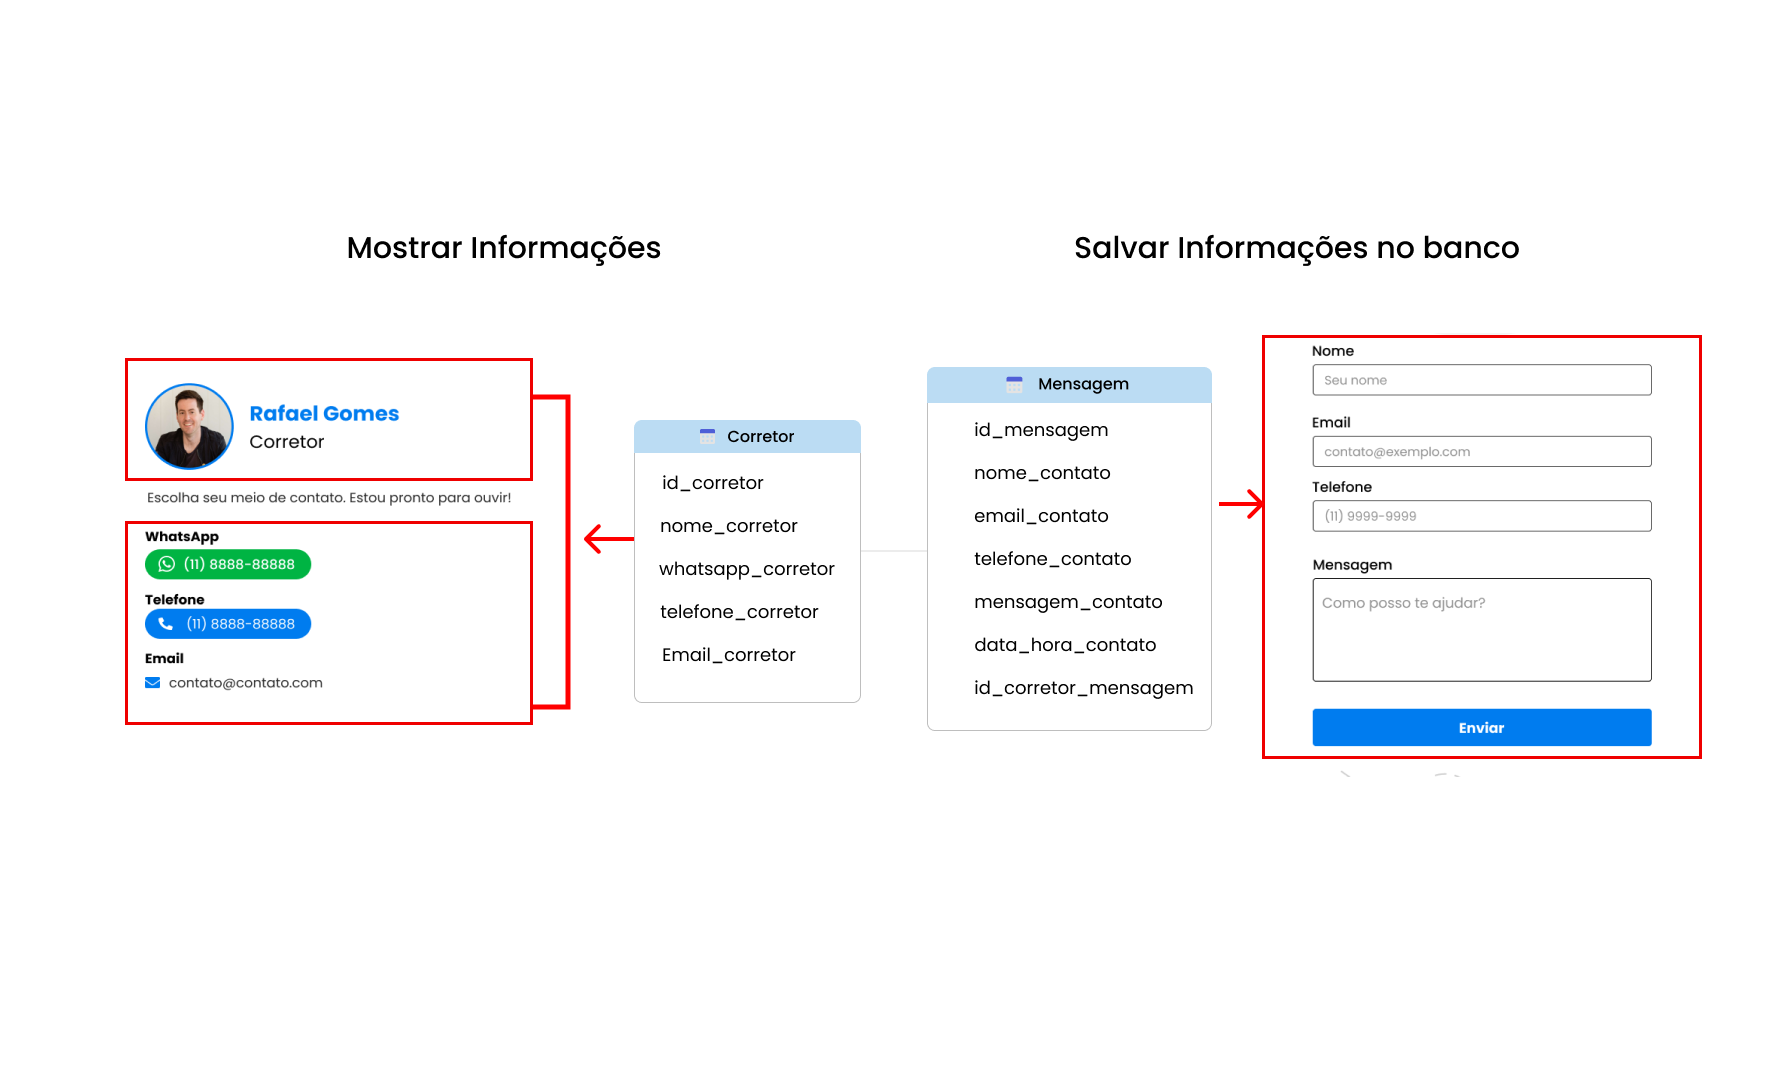 Mostrar Informações
Salvar Informações no banco
Rafael Gomes
Corretor
Escolha seu meio de contato. Estou pronto para ouvir!
WhatsApp
(11) 8888-88888
Telefone
(11) 8888-88888
Email
contato@contato.com
Corretor
id_corretor
nome_corretor
whatsapp_corretor
telefone_corretor
Email_corretor
Mensagem
id_mensagem
nome_contato
email_contato
telefone_contato
mensagem_contato
data_hora_contato
id_corretor_mensagem
Nome
Seu nome
Email
contato@exemplo.com
Telefone
(11) 9999-9999
Mensagem
Como posso te ajudar?
Enviar